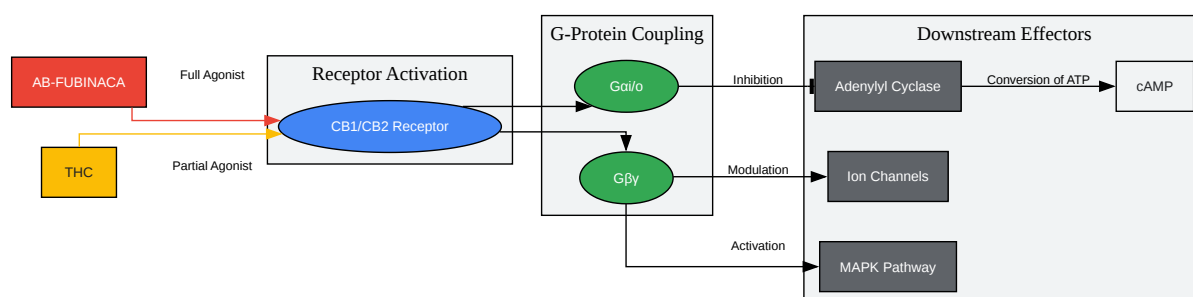 AB-FUBINACA
THC
Full Agonist
Partial Agonist
Receptor Activation
CB1/CB2 Receptor
G-Protein Coupling
Gαi/o
Gβγ
Inhibition
Modulation
Activation
Downstream Effectors
Adenylyl Cyclase
Conversion of ATP
cAMP
Ion Channels
MAPK Pathway